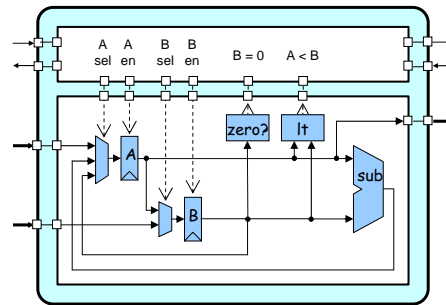 A A B B
sel en sel en B = 0 A < B
zero? lt
A
sub
B